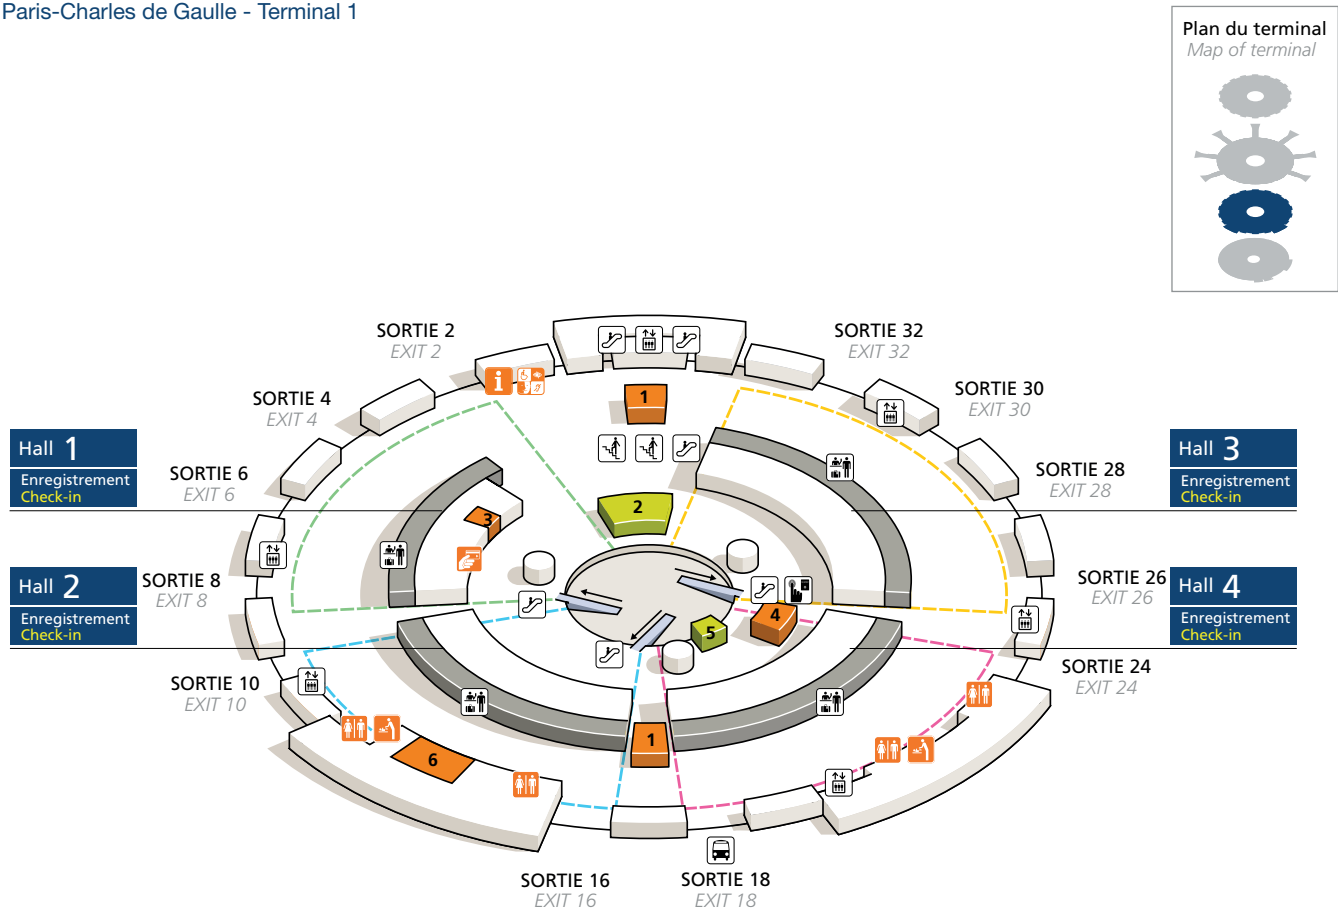 Paris-Charles de Gaulle - Terminal 1
Plan du terminal
Map of terminal
SORTIE 2
EXIT 2
SORTIE 32
EXIT 32
SORTIE 4
EXIT 4
SORTIE 30
EXIT 30
i
1
Hall 1
Enregistrement
Check-in
SORTIE 6
EXIT 6
SORTIE 28
EXIT 28
Hall 3
Enregistrement
Check-in
2
3
Hall 2
Enregistrement
Check-in
SORTIE 8
EXIT 8
SORTIE 26
EXIT 26
Hall 4
Enregistrement
Check-in
4
5
SORTIE 10
EXIT 10
SORTIE 24
EXIT 24
1
6
SORTIE 16
EXIT 16
SORTIE 18
EXIT 18